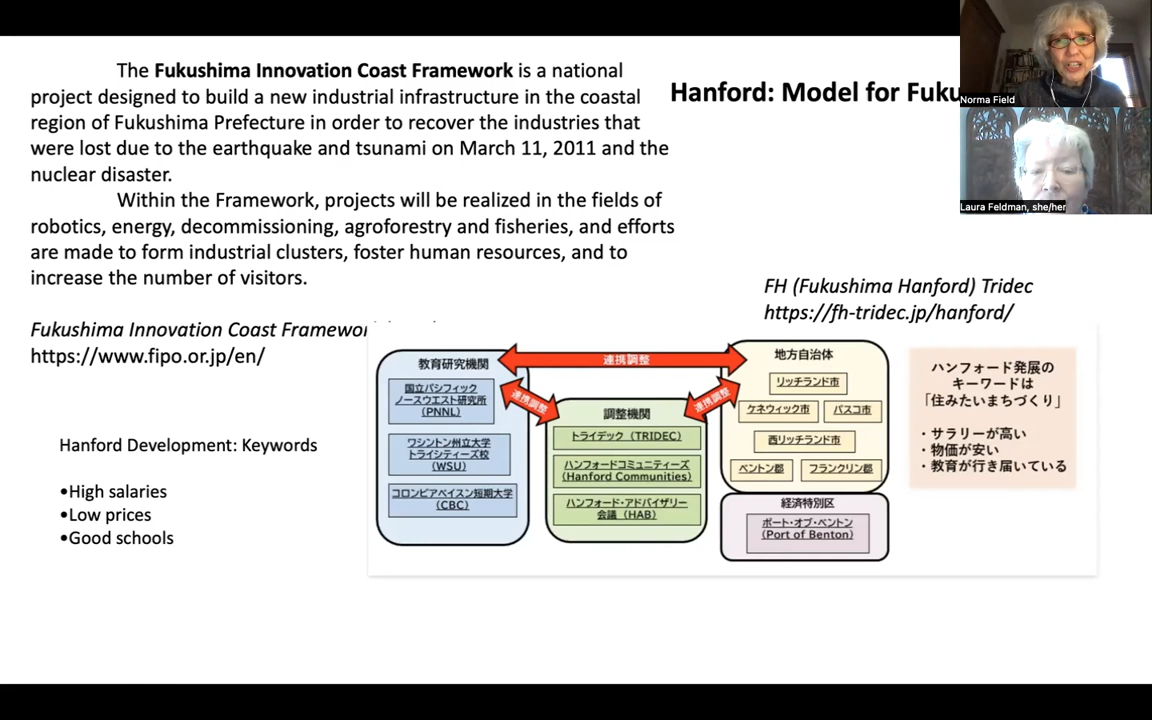 The Fukushima Innovation Coast Framework is a national
project designed to build a new industrial infrastructure in the coastal
region of Fukushima Prefecture in order to recover the industries that
were lost due to the earthquake and tsunami on March 11, 2011 and the
nuclear disaster.
Within the Framework, projects will be realized in the fields of
robotics, energy, decommissioning, agroforestry and fisheries, and efforts
are made to form industrial clusters, foster human resources, and to
increase the number of visitors.
Fukushima Innovation Coast Framework
https://www.fipo.or.jp/en/
Hanford Development: Keywords
•High salaries
•Low prices
•Good schools
Hanford: Model for Fuku
Norma Field
Laura Feldman, she/her
FH (Fukushima Hanford) Tridec
https://fh-tridec.jp/hanford/
教育研究機関
国立パシフィック
ノースウエスト研究所
(PNNL)
ワシントン州立大学
トライシティーズ校
(WSU)
コロンビアベイスン短期大学
(CBC)
連携調整
連携調整
連携調整
調整機関
トライデック (TRIDEC)
ハンフォードコミュニティーズ
(Hanford Communities)
ハンフォード・アドバイザリー
会議 (HAB)
地方自治体
リッチランド市
ケネウィック市
パスコ市
西リッチランド市
ベントン郡
フランクリン郡
経済特別区
ポート・オブ・ベントン
(Port of Benton)
ハンフォード発展の
キーワードは
「住みたいまちづくり」
・サラリーが高い
・物価が安い
・教育が行き届いている